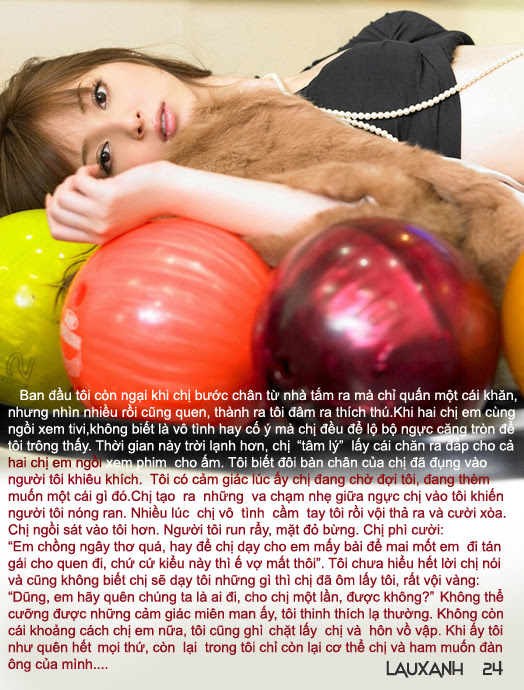 Ban đầu tôi còn ngại khi chị bước chân từ nhà tắm ra mà chỉ quấn một cái khăn,
nhưng nhìn nhiều rồi cũng quen, thành ra tôi đâm ra thích thú.Khi hai chị em cùng
ngồi xem tivi,không biết là vô tình hay cố ý mà chị đều để lộ bộ ngực căng tròn để
tôi trông thấy. Thời gian này trời lạnh hơn, chị “tâm lý” lấy cái chăn ra đắp cho cả
hai chị em ngồi xem phim cho ấm. Tôi biết đôi bàn chân của chị đã đụng vào
người tôi khiêu khích. Tôi có cảm giác lúc ấy chị đang chờ đợi tôi, đang thèm
muốn một cái gì đó.Chị tạo ra những va chạm nhẹ giữa ngực chị vào tôi khiến
người tôi nóng ran. Nhiều lúc chị vô tình cầm tay tôi rồi vội thả ra và cười xòa.
Chị ngồi sát vào tôi hơn. Người tôi run rẩy, mặt đỏ bừng. Chị phì cười:
“Em chồng ngây thơ quá, hay để chị dạy cho em mấy bài để mai mốt em đi tán
gái cho quen đi, chứ cứ kiểu này thì ế vợ mất thôi”. Tôi chưa hiểu hết lời chị nói
và cũng không biết chị sẽ dạy tôi những gì thì chị đã ôm lấy tôi, rất vội vàng:
“Dũng, em hãy quên chúng ta là ai đi, cho chị một lần, được không?” Không thể
cưỡng được những cảm giác miên man ấy, tôi thinh thích lạ thường. Không còn
cái khoảng cách chị em nữa, tôi cũng ghì chặt lấy chị và hôn vồ vập. Khi ấy tôi
như quên hết mọi thứ, còn lại trong tôi chỉ còn lại cơ thể chị và ham muốn đàn
ông của mình....
LAUXANH 24